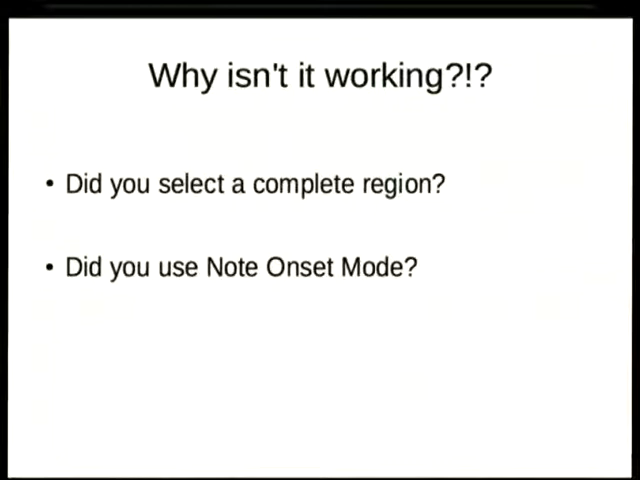 Why isn't it working?!?
• Did you select a complete region?
• Did you use Note Onset Mode?